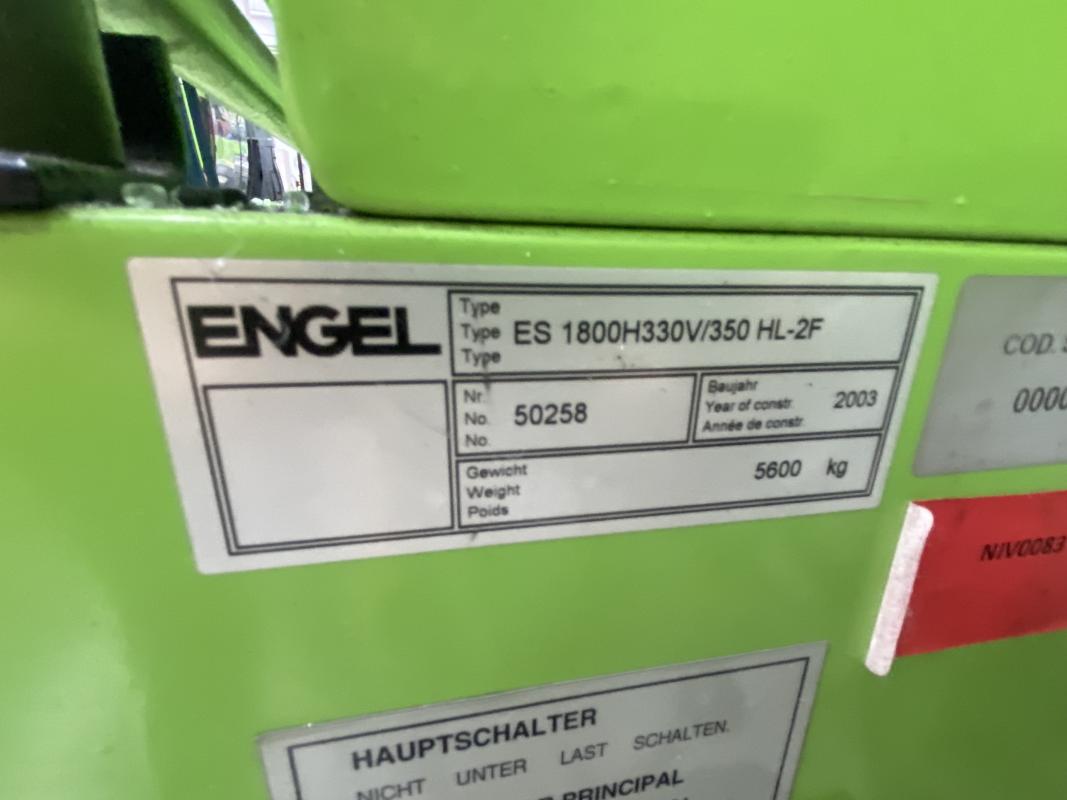 ENGEL
Type
Type ES 1800H330V/350 HL-2F
Type
Nr.
No. 50258
No.
Baujahr
Year of constr. 2003
Année de constr.
Gewicht 5600 kg
Weight
Poids
COD.
0000
NIV0083
HAUPTSCHALTER
NICHT UNTER LAST SCHALTEN.
PRINCIPAL